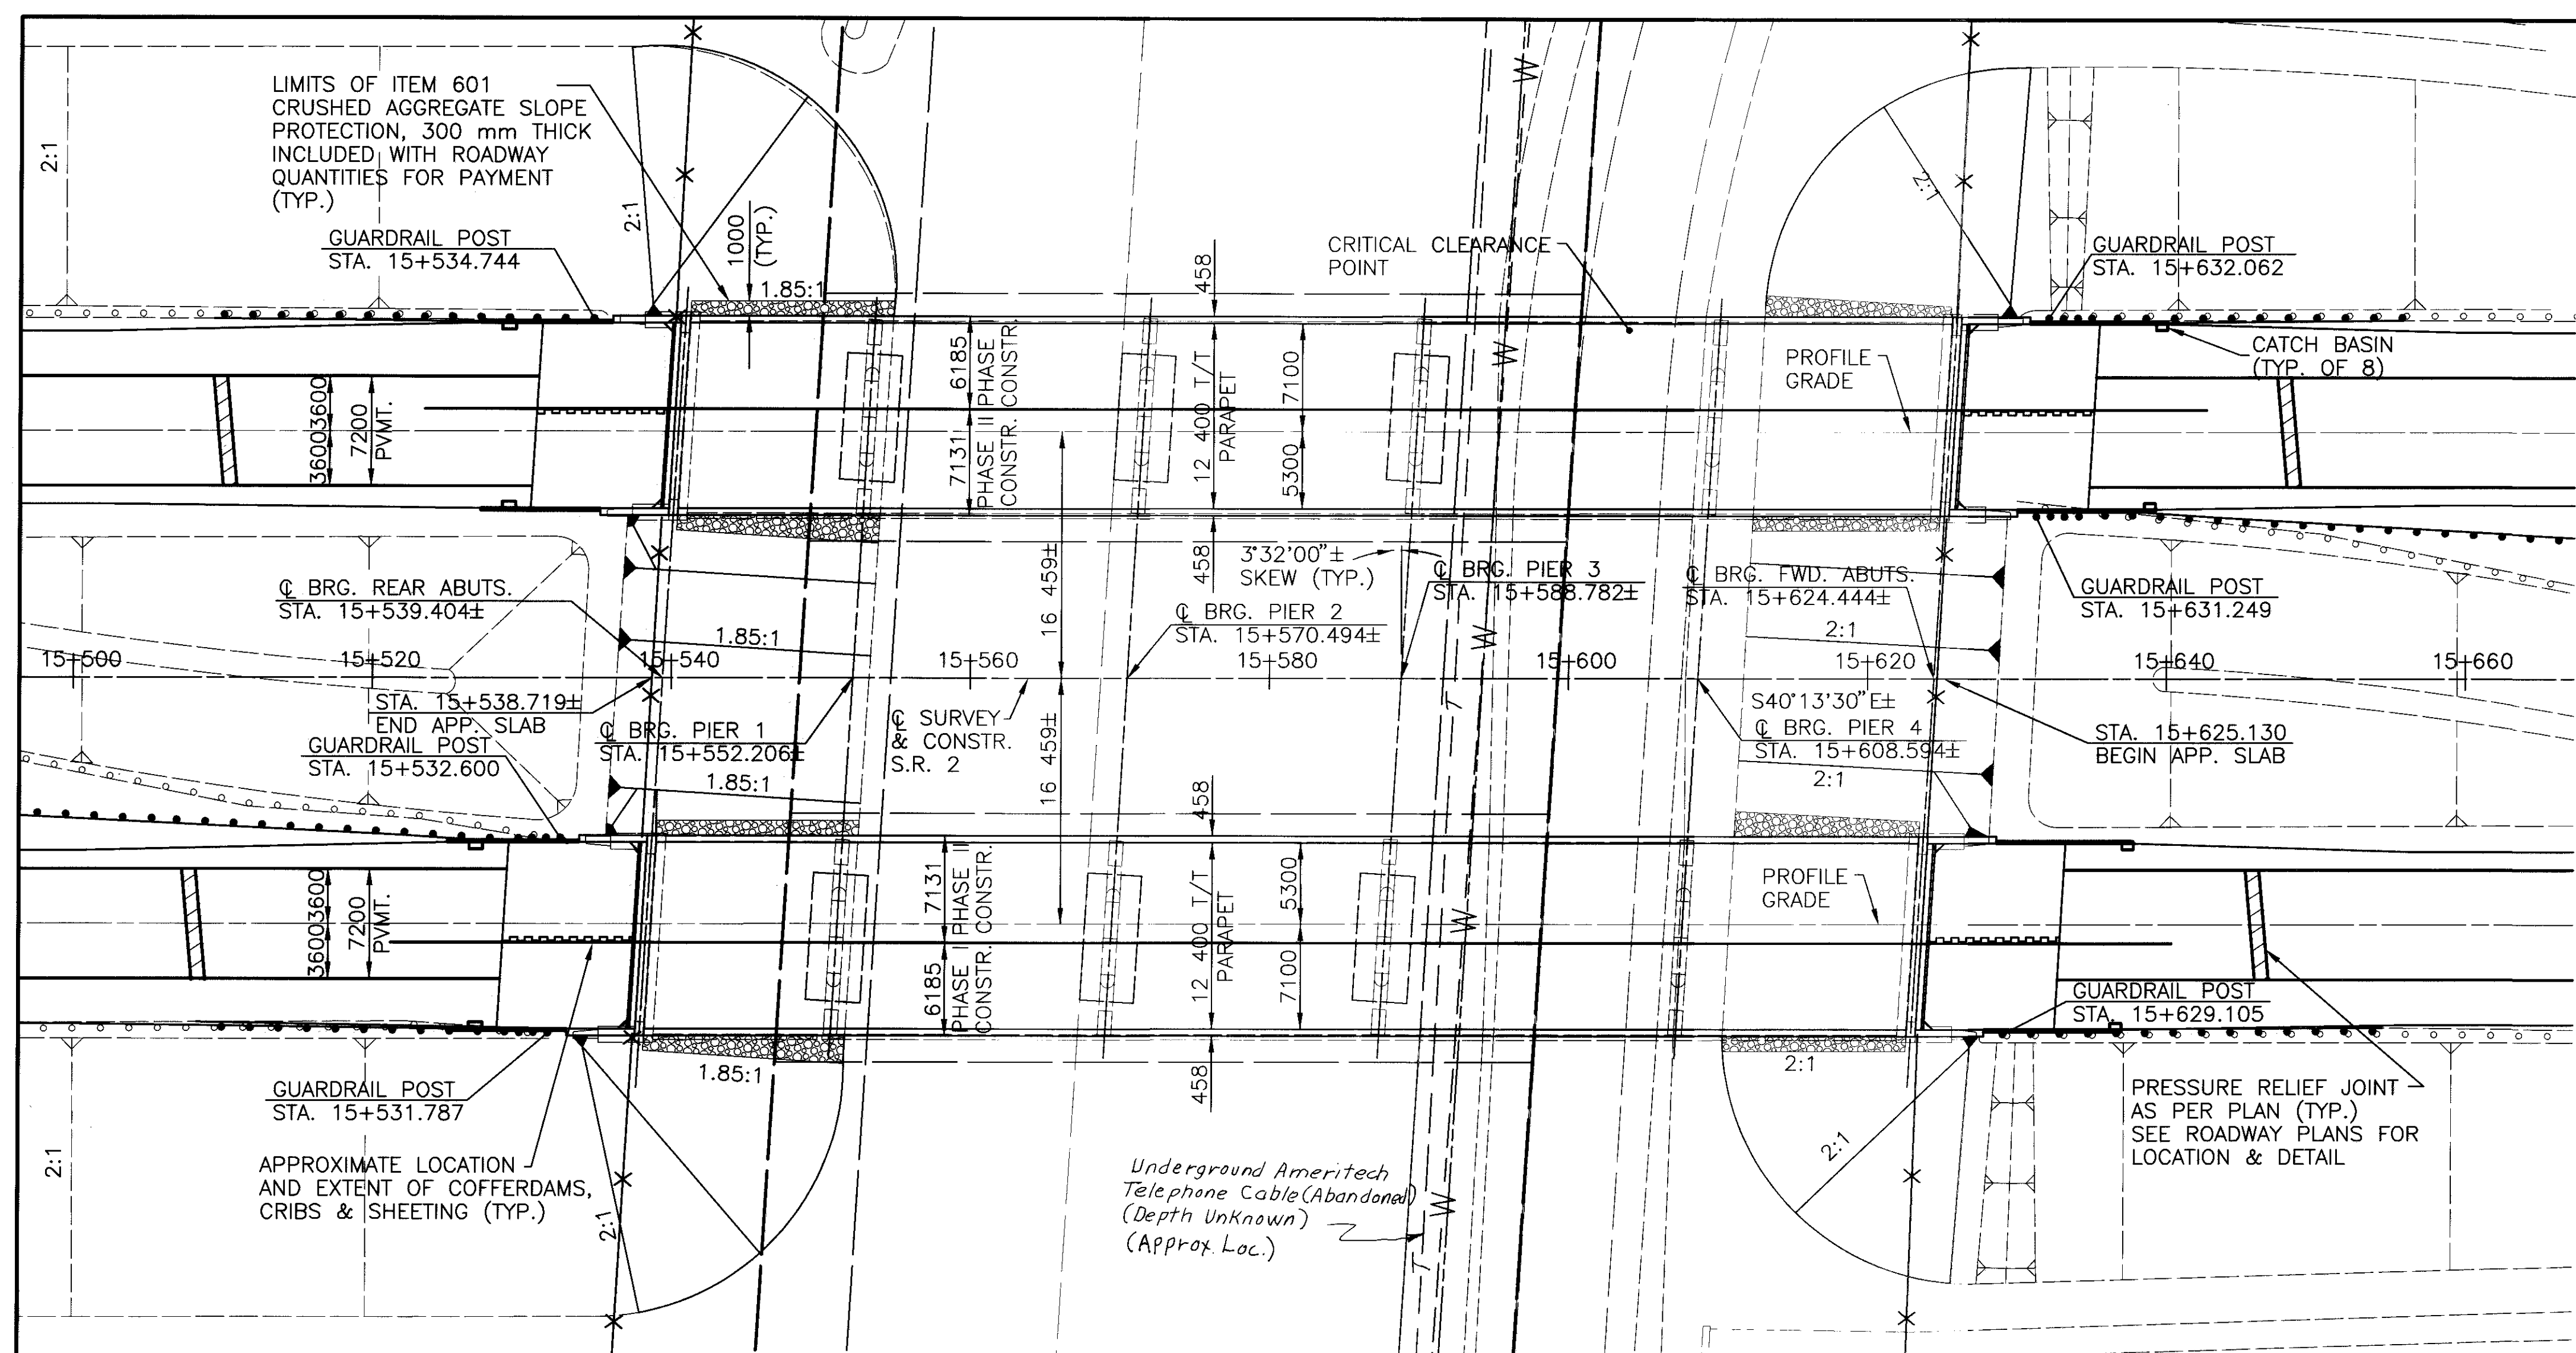 LIMITS OF ITEM 601
CRUSHED AGGREGATE SLOPE
PROTECTION, 300 mm THICK
INCLUDED WITH ROADWAY
QUANTITIES FOR PAYMENT
(TYP.)
2:1
2:1
1000
(TYP.)
1.85:1
GUARDRAIL POST
STA. 15+534.744
458
CRITICAL CLEARANCE
POINT
W
W
2:1
GUARDRAIL POST
STA. 15+632.062
CATCH BASIN
(TYP. OF 8)
PROFILE
GRADE
3600
3600
7200
PVMT.
6185
7131
PHASE II
CONSTR.
PHASE I
CONSTR.
12 400 T/T
PARAPET
7100
5300
458
16 459±
3°32'00"±
SKEW (TYP.)
℄ BRG. PIER 3
STA. 15+588.782±
℄ BRG. FWD. ABUTS.
STA. 15+624.444±
GUARDRAIL POST
STA. 15+631.249
℄ BRG. REAR ABUTS.
STA. 15+539.404±
℄ BRG. PIER 2
STA. 15+570.494±
1.85:1
2:1
W
15+500
15+520
15+540
15+560
15+580
15+600
15+620
15+640
15+660
STA. 15+538.719±
END APP. SLAB
T
S40°13'30"E±
℄ BRG. PIER 1
STA. 15+552.206±
℄ SURVEY
& CONSTR.
S.R. 2
16 459±
℄ BRG. PIER 4
STA. 15+608.594±
STA. 15+625.130
BEGIN APP. SLAB
GUARDRAIL POST
STA. 15+532.600
1.85:1
2:1
458
3600
3600
7200
PVMT.
7131
6185
PHASE II
CONSTR.
PHASE I
CONSTR.
12 400 T/T
PARAPET
5300
7100
W
PROFILE
GRADE
GUARDRAIL POST
STA. 15+629.105
458
1.85:1
2:1
GUARDRAIL POST
STA. 15+531.787
2:1
2:1
APPROXIMATE LOCATION
AND EXTENT OF COFFERDAMS,
CRIBS & SHEETING (TYP.)
Underground Ameritech
Telephone Cable (Abandoned)
(Depth Unknown)
(Approx. Loc.)
W
T
2:1
PRESSURE RELIEF JOINT
AS PER PLAN (TYP.)
SEE ROADWAY PLANS FOR
LOCATION & DETAIL